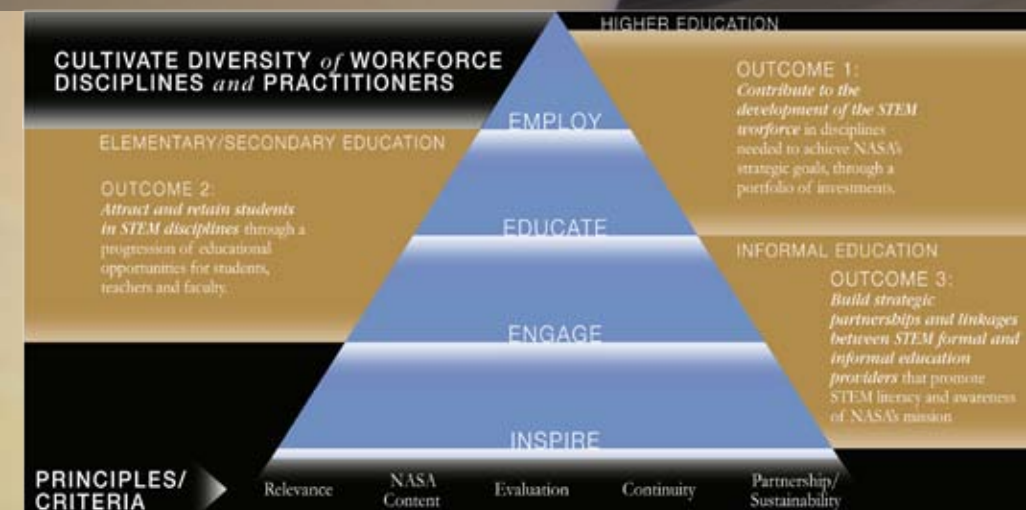 CULTIVATE DIVERSITY of WORKFORCE
DISCIPLINES and PRACTITIONERS
HIGHER EDUCATION
OUTCOME 1:
Contribute to the
development of the STEM
worforce in disciplines
needed to achieve NASA's
strategic goals, through a
portfolio of investments.
EMPLOY
ELEMENTARY/SECONDARY EDUCATION
OUTCOME 2:
Attract and retain students
in STEM disciplines through a
progression of educational
opportunities for students,
teachers and faculty.
EDUCATE
INFORMAL EDUCATION
OUTCOME 3:
Build strategic
partnerships and linkages
between STEM formal and
informal education
providers that promote
STEM literacy and awareness
of NASA's mission
ENGAGE
INSPIRE
PRINCIPLES/
CRITERIA
Relevance
NASA
Content
Evaluation
Continuity
Partnership/
Sustainability